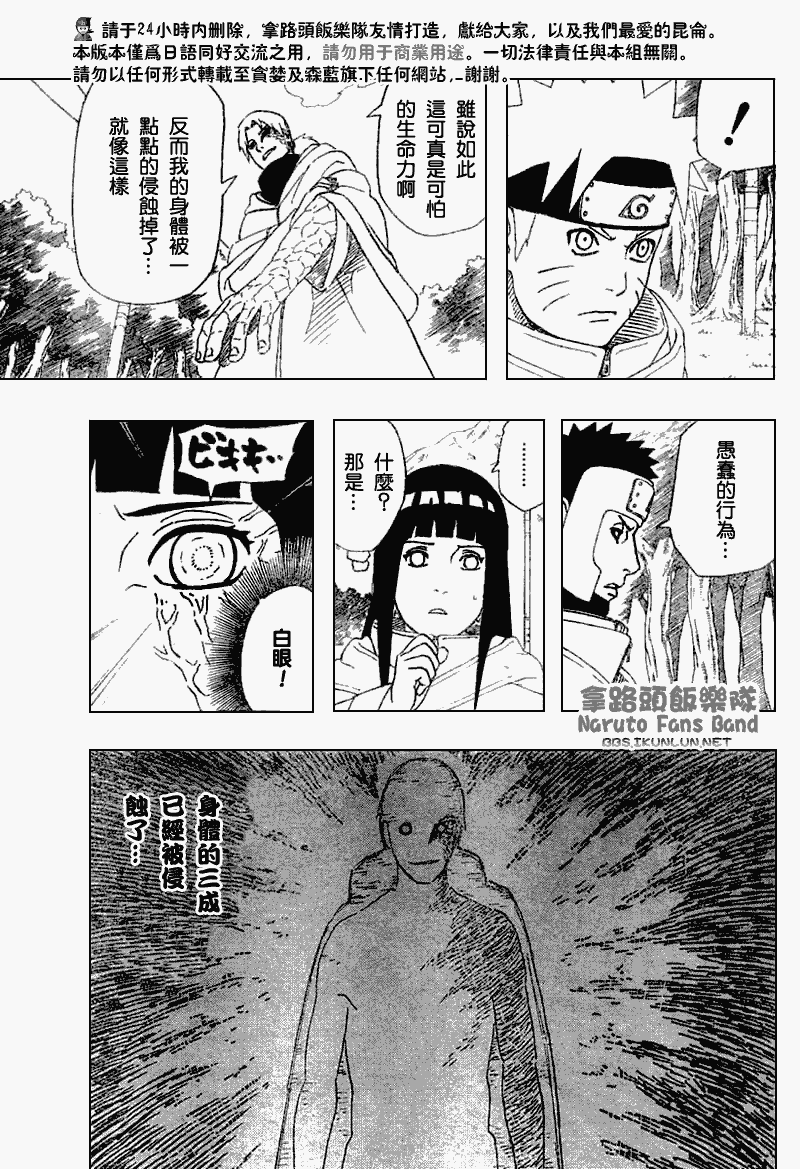 請于24小時内删除，拿路頭飯樂隊友情打造，獻給大家，以及我們最愛的昆侖。
本版本僅爲日語同好交流之用，請勿用于商業用途。一切法律責任與本組無關。
請勿以任何形式轉載至貪婪及森藍旗下任何網站，謝謝。
！
雖說如此
這可真是可怕
的生命力啊
反而我的身體被一
點點的侵蝕掉了…
就像這樣
愚蠢的行為…
………
什麼？
那是…
ビキキ…
白眼！
拿路頭飯樂隊
Naruto Fans Band
BBS.IKUNLUN.NET
身體的三成
已經被侵
蝕了…